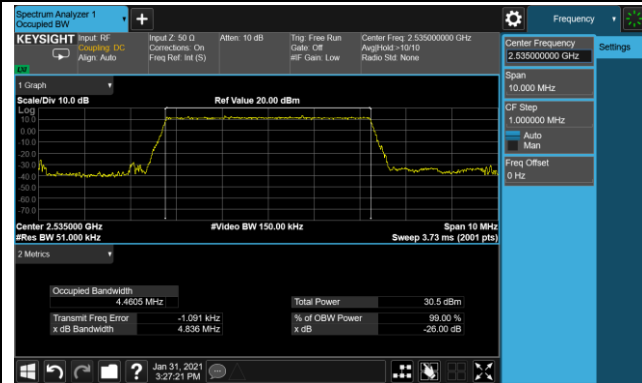 Spectrum Analyzer 1
Occupied BW
Frequency
KEYSIGHT
Input: RF
Coupling: DC
Align: Auto
Input Z: 50 Ω
Corrections: On
Freq Ref: Int (S)
Atten: 10 dB
Trig: Free Run
Gate: Off
#IF Gain: Low
Center Freq: 2.535000000 GHz
Avg|Hold:>10/10
Radio Std: None
Center Frequency
2.535000000 GHz
Settings
Span
10.000 MHz
CF Step
1.000000 MHz
Auto
Man
Freq Offset
0 Hz
1 Graph
Scale/Div 10.0 dB
Ref Value 20.00 dBm
Log
10.0
0.00
-10.0
-20.0
-30.0
-40.0
-50.0
-60.0
-70.0
Center 2.535000 GHz
#Video BW 150.00 kHz
Span 10 MHz
#Res BW 51.000 kHz
Sweep 3.73 ms (2001 pts)
2 Metrics
Occupied Bandwidth
4.4605 MHz
Total Power
30.5 dBm
Transmit Freq Error
-1.091 kHz
% of OBW Power
99.00 %
x dB Bandwidth
4.836 MHz
x dB
-26.00 dB
?
Jan 31, 2021
3:27:21 PM